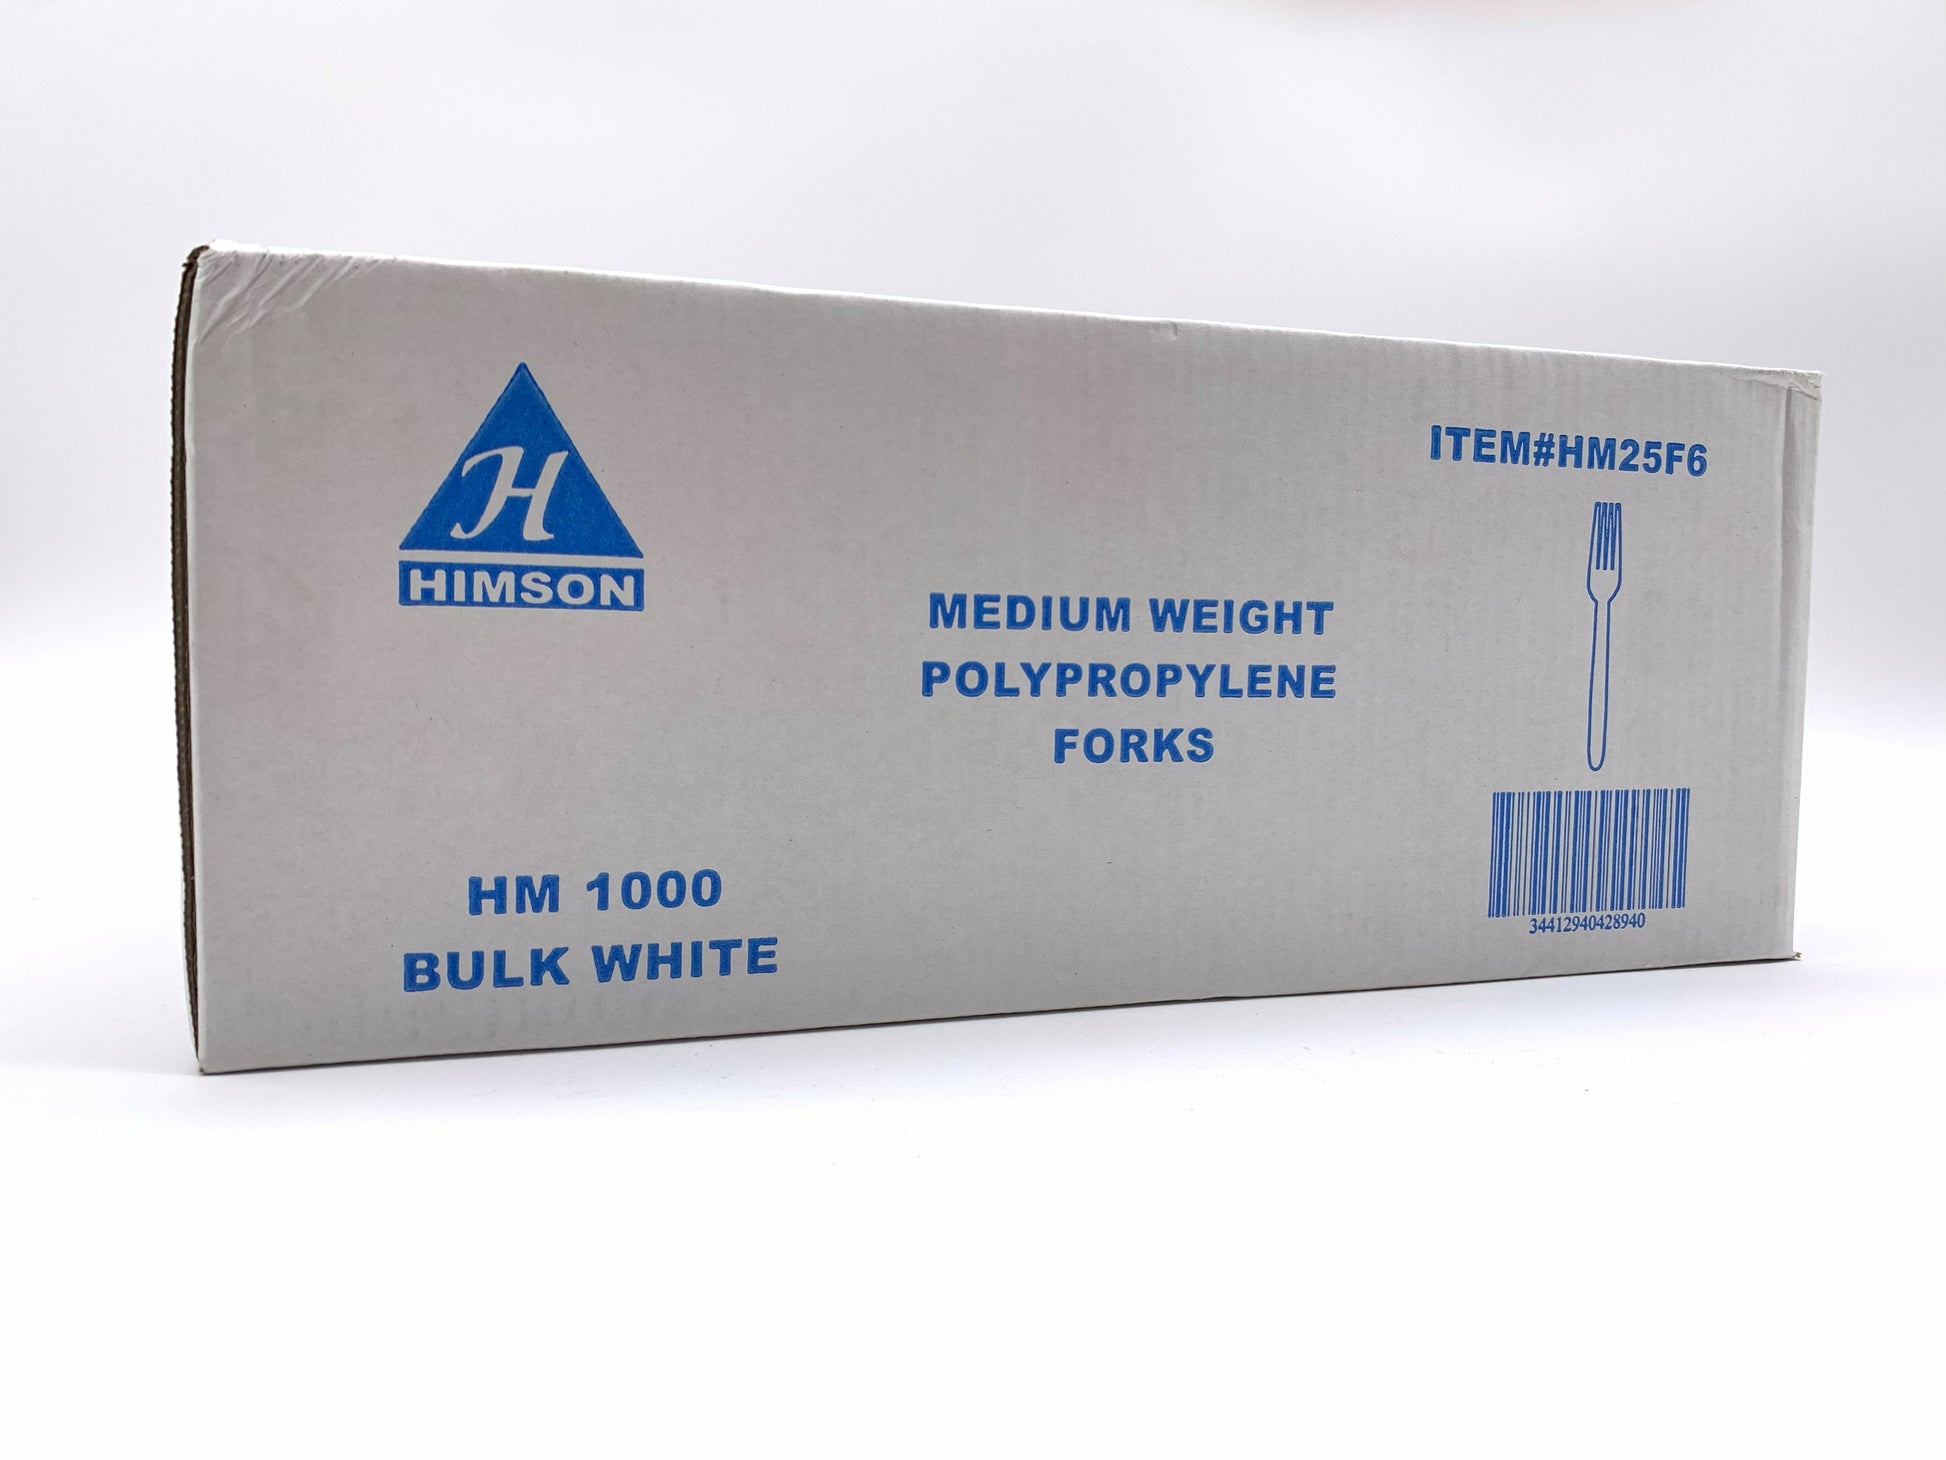 H
HIMSON
ITEM#HM25F6
MEDIUM WEIGHT
POLYPROPYLENE
FORKS
HM 1000
BULK WHITE
34412940428940